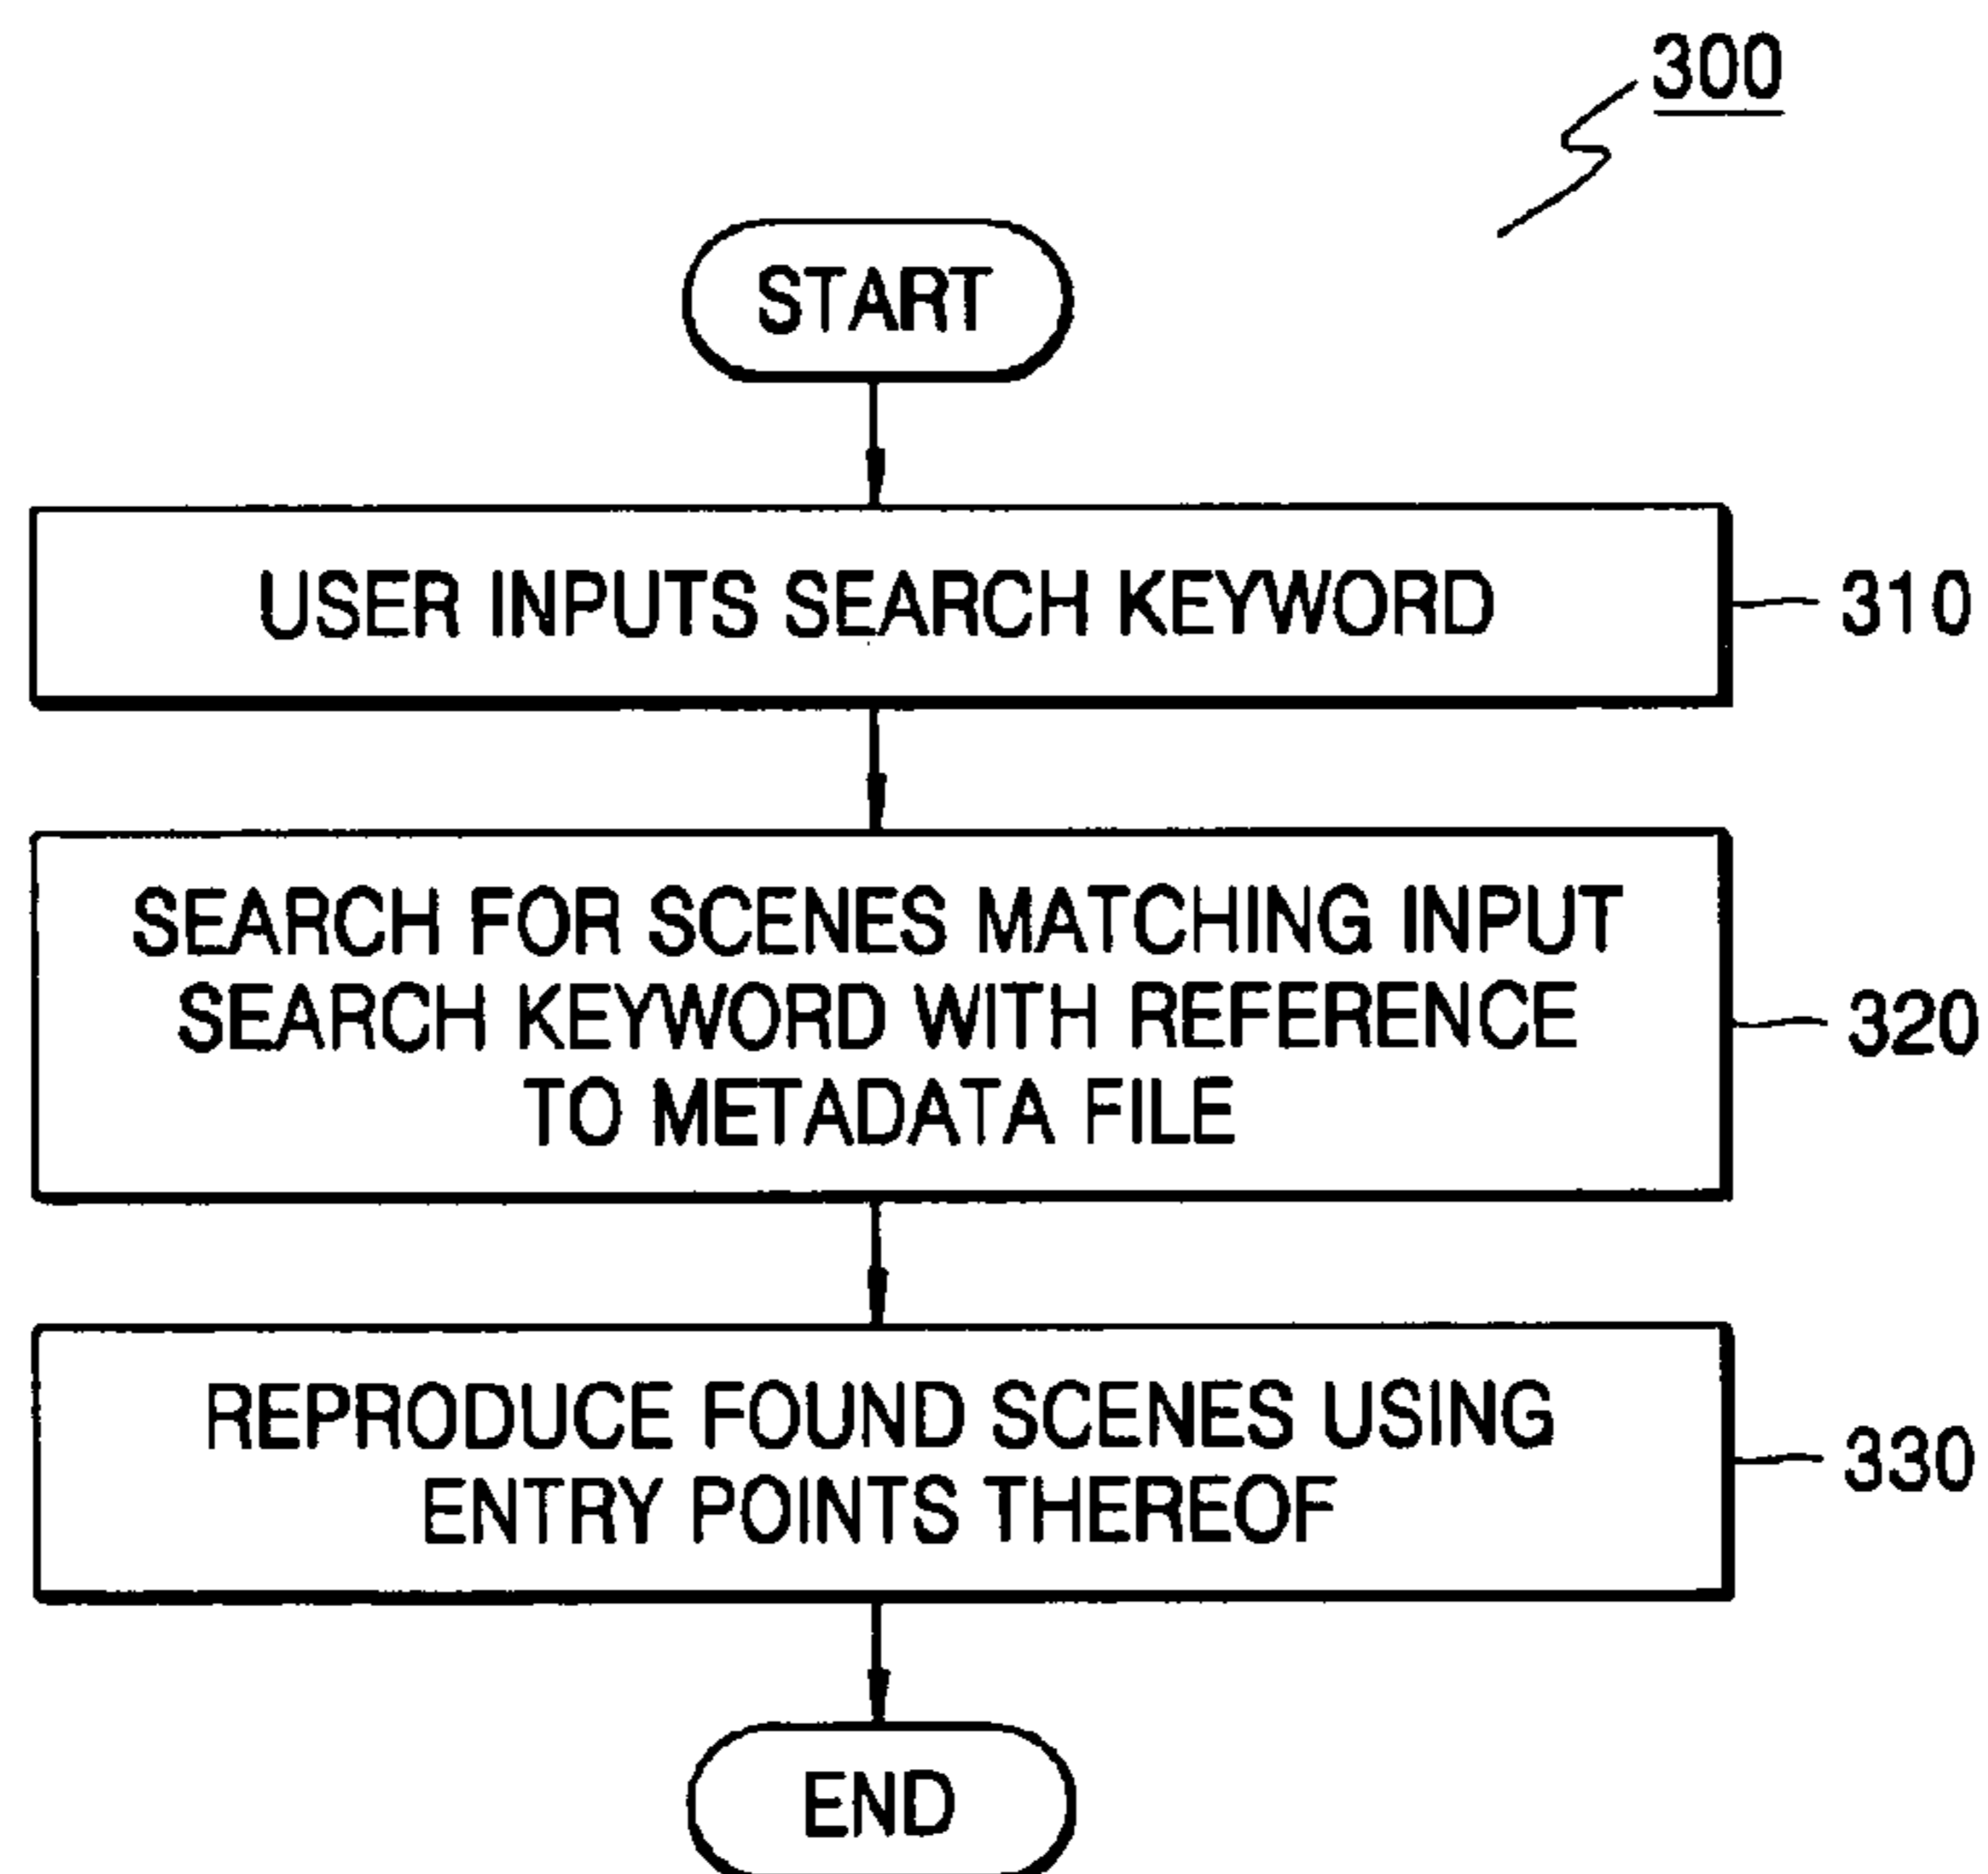 300
START
USER INPUTS SEARCH KEYWORD
310
SEARCH FOR SCENES MATCHING INPUT
SEARCH KEYWORD WITH REFERENCE
TO METADATA FILE
320
REPRODUCE FOUND SCENES USING
ENTRY POINTS THEREOF
330
END